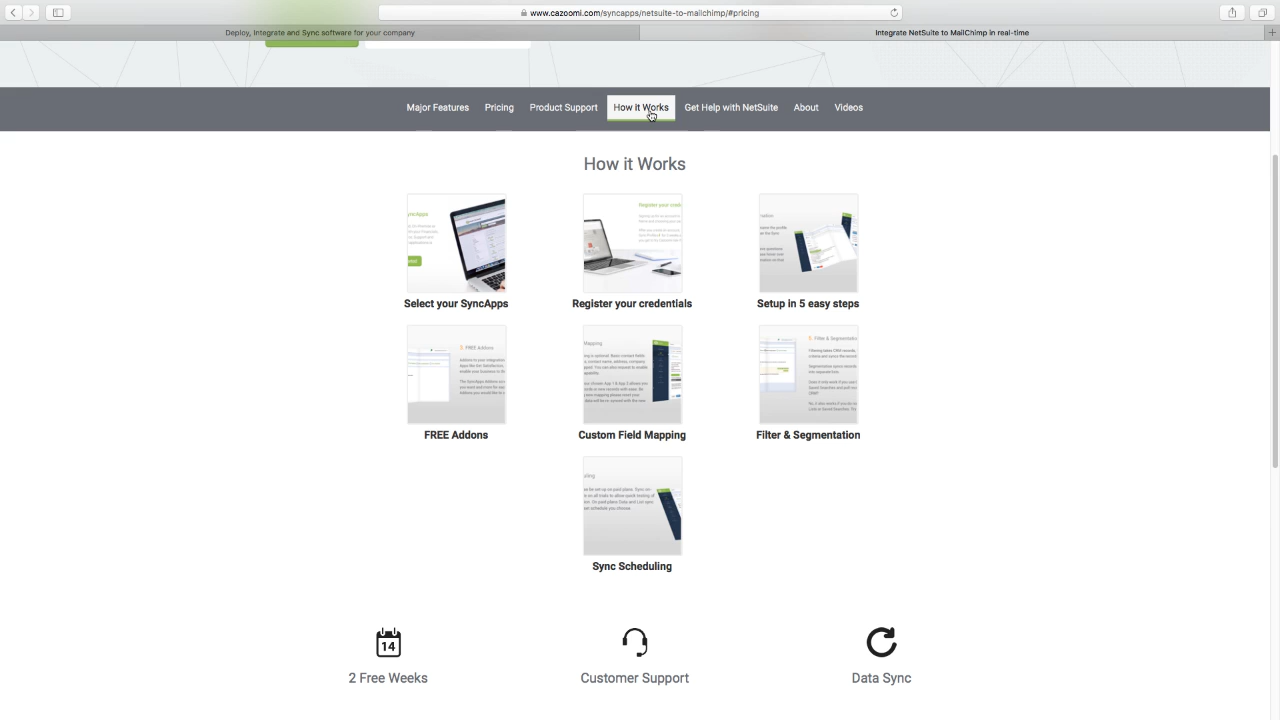 www.cazoomi.com/syncapps/netsuite-to-mailchimp/#pricing
Deploy, Integrate and Sync software for your company
Integrate NetSuite to MailChimp in real-time
Major Features
Pricing
Product Support
How it Works
Get Help with NetSuite
About
Videos
How it Works
Select your SyncApps
Register your credentials
Setup in 5 easy steps
3. FREE Addons
FREE Addons
Custom Field Mapping
Filter & Segmentation
Sync Scheduling
14
2 Free Weeks
Customer Support
Data Sync